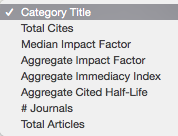 ✓ Category Title
Total Cites
Median Impact Factor
Aggregate Impact Factor
Aggregate Immediacy Index
Aggregate Cited Half-Life
# Journals
Total Articles